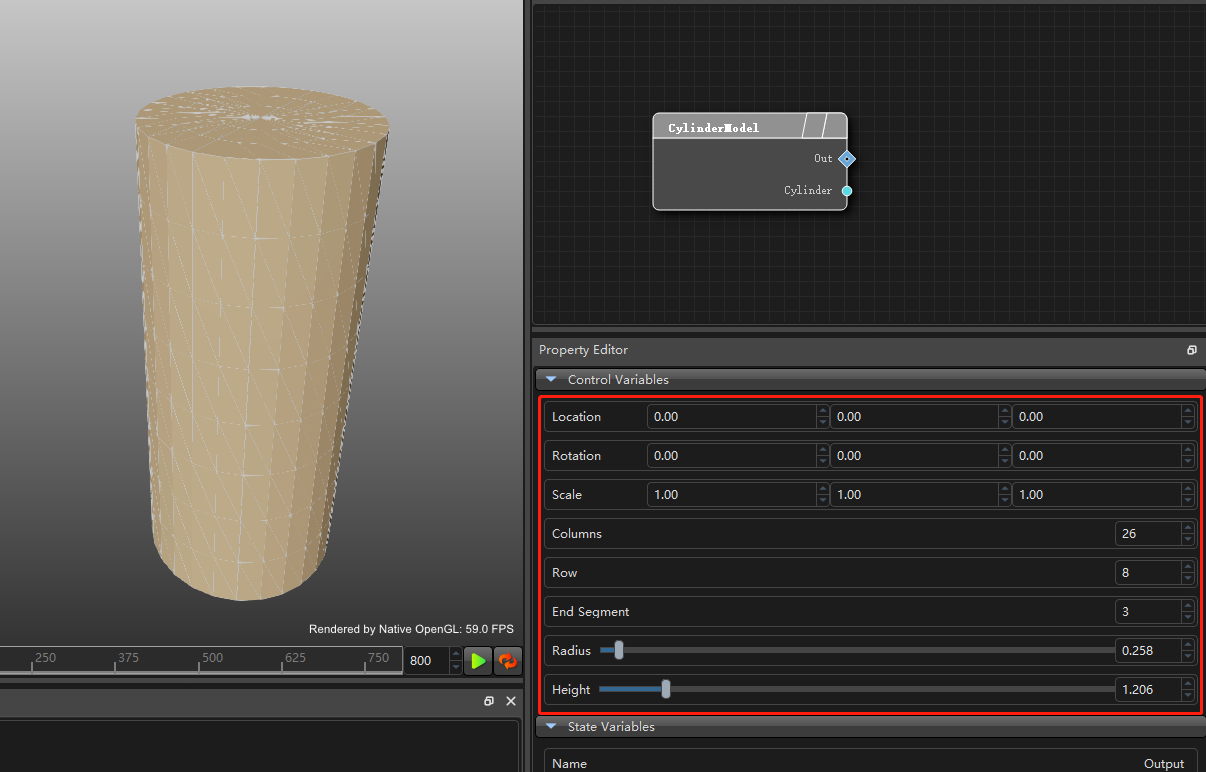 CylinderModel
Out
Cylinder
Property Editor
Control Variables
Location 0.00 0.00 0.00
Rotation 0.00 0.00 0.00
Scale 1.00 1.00 1.00
Columns 26
Row 8
End Segment 3
Radius 0.258
Height 1.206
State Variables
Name Output
Rendered by Native OpenGL: 59.0 FPS
250 375 500 625 750 800